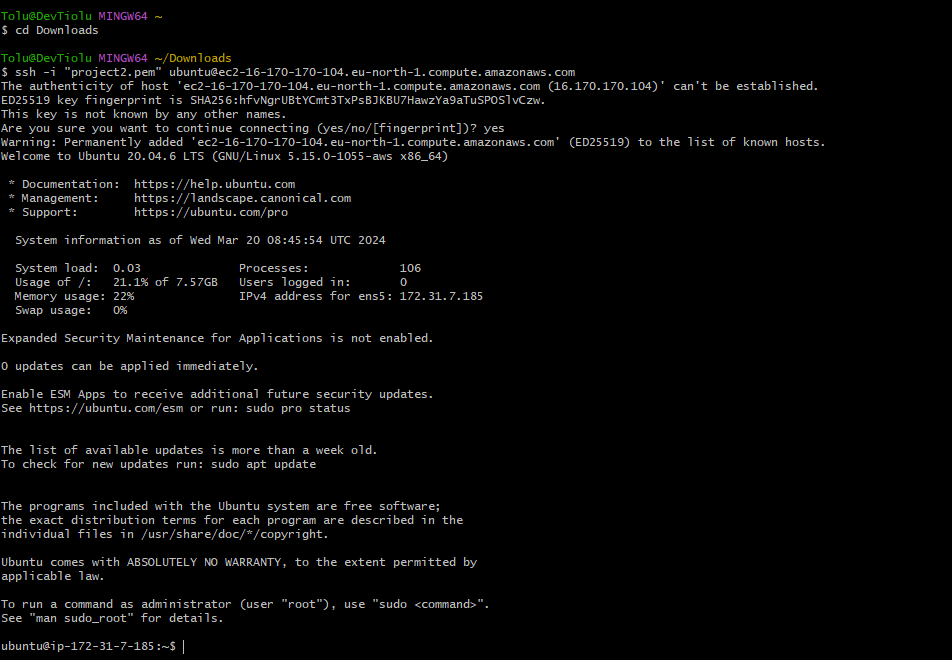 Tolu@DevTiolu MINGW64 ~
$ cd Downloads
Tolu@DevTiolu MINGW64 ~/Downloads
$ ssh -i "project2.pem" ubuntu@ec2-16-170-170-104.eu-north-1.compute.amazonaws.com
The authenticity of host 'ec2-16-170-170-104.eu-north-1.compute.amazonaws.com (16.170.170.104)' can't be established.
ED25519 key fingerprint is SHA256:hfvNgrUBtYCmt3TxPsBJKBU7HawzYa9aTuSPOSlvCzw.
This key is not known by any other names.
Are you sure you want to continue connecting (yes/no/[fingerprint])? yes
Warning: Permanently added 'ec2-16-170-170-104.eu-north-1.compute.amazonaws.com' (ED25519) to the list of known hosts.
Welcome to Ubuntu 20.04.6 LTS (GNU/Linux 5.15.0-1055-aws x86_64)
 * Documentation:  https://help.ubuntu.com
 * Management:     https://landscape.canonical.com
 * Support:        https://ubuntu.com/pro
  System information as of Wed Mar 20 08:45:54 UTC 2024
  System load:  0.03              Processes:             106
  Usage of /:   21.1% of 7.57GB   Users logged in:       0
  Memory usage: 22%               IPv4 address for ens5: 172.31.7.185
  Swap usage:   0%
Expanded Security Maintenance for Applications is not enabled.
0 updates can be applied immediately.
Enable ESM Apps to receive additional future security updates.
See https://ubuntu.com/esm or run: sudo pro status
The list of available updates is more than a week old.
To check for new updates run: sudo apt update
The programs included with the Ubuntu system are free software;
the exact distribution terms for each program are described in the
individual files in /usr/share/doc/*/copyright.
Ubuntu comes with ABSOLUTELY NO WARRANTY, to the extent permitted by
applicable law.
To run a command as administrator (user "root"), use "sudo <command>".
See "man sudo_root" for details.
ubuntu@ip-172-31-7-185:~$